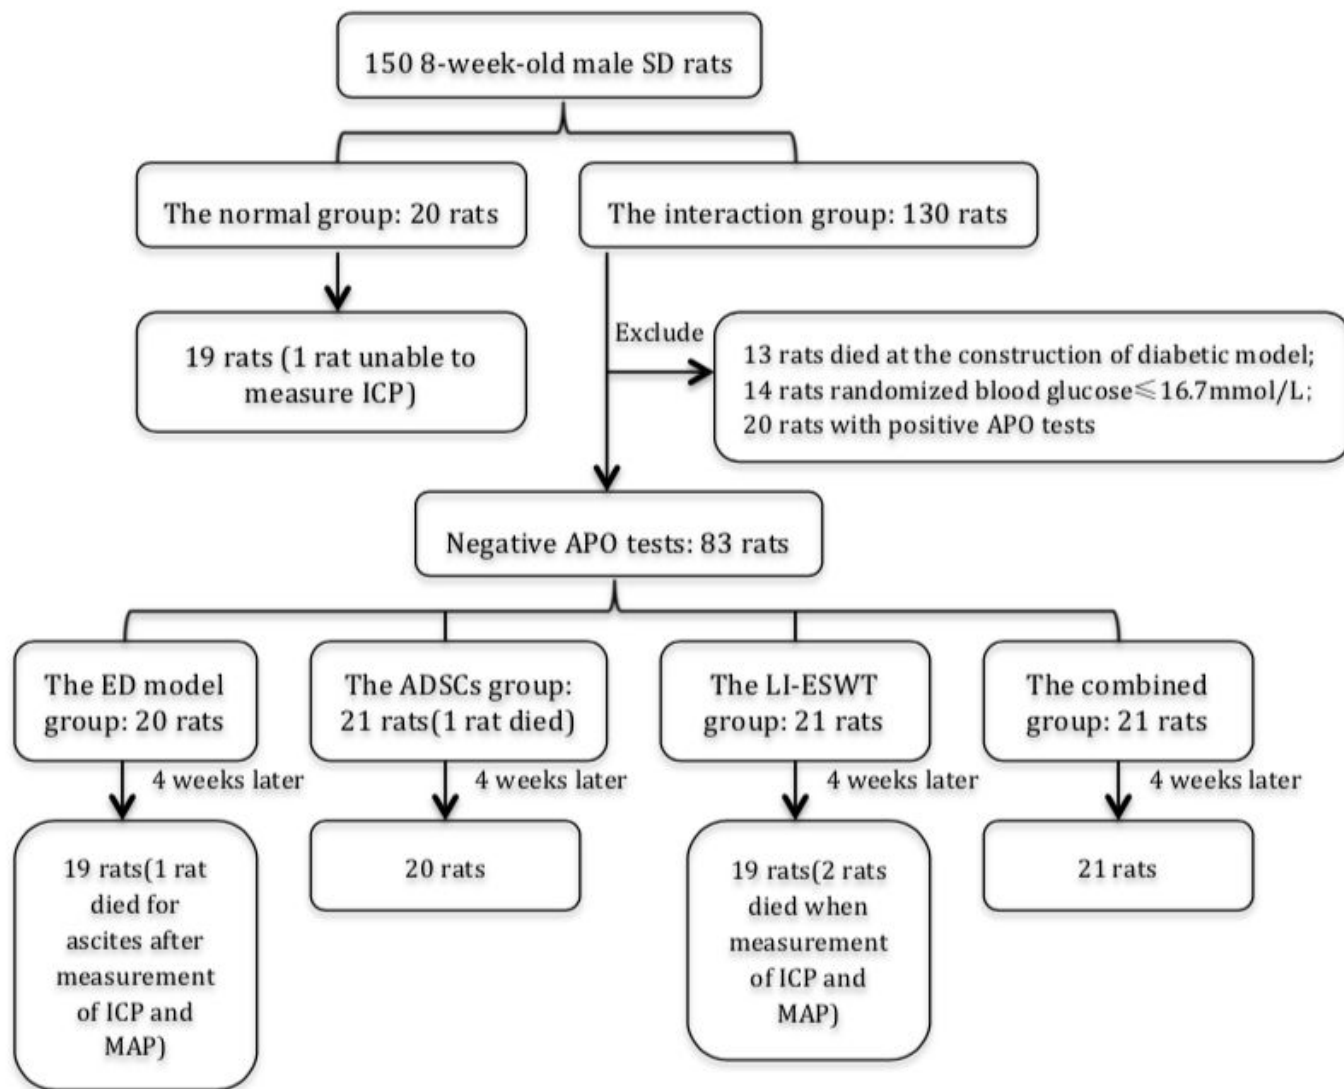 150 8-week-old male SD rats
The normal group: 20 rats
The interaction group: 130 rats
19 rats (1 rat unable to
measure ICP)
Exclude
13 rats died at the construction of diabetic model;
14 rats randomized blood glucose≤16.7mmol/L;
20 rats with positive APO tests
Negative APO tests: 83 rats
The ED model
group: 20 rats
The ADSCs group:
21 rats(1 rat died)
The LI-ESWT
group: 21 rats
The combined
group: 21 rats
4 weeks later
4 weeks later
4 weeks later
4 weeks later
19 rats(1 rat
died for
ascites after
measurement
of ICP and
MAP)
20 rats
19 rats(2 rats
died when
measurement
of ICP and
MAP)
21 rats